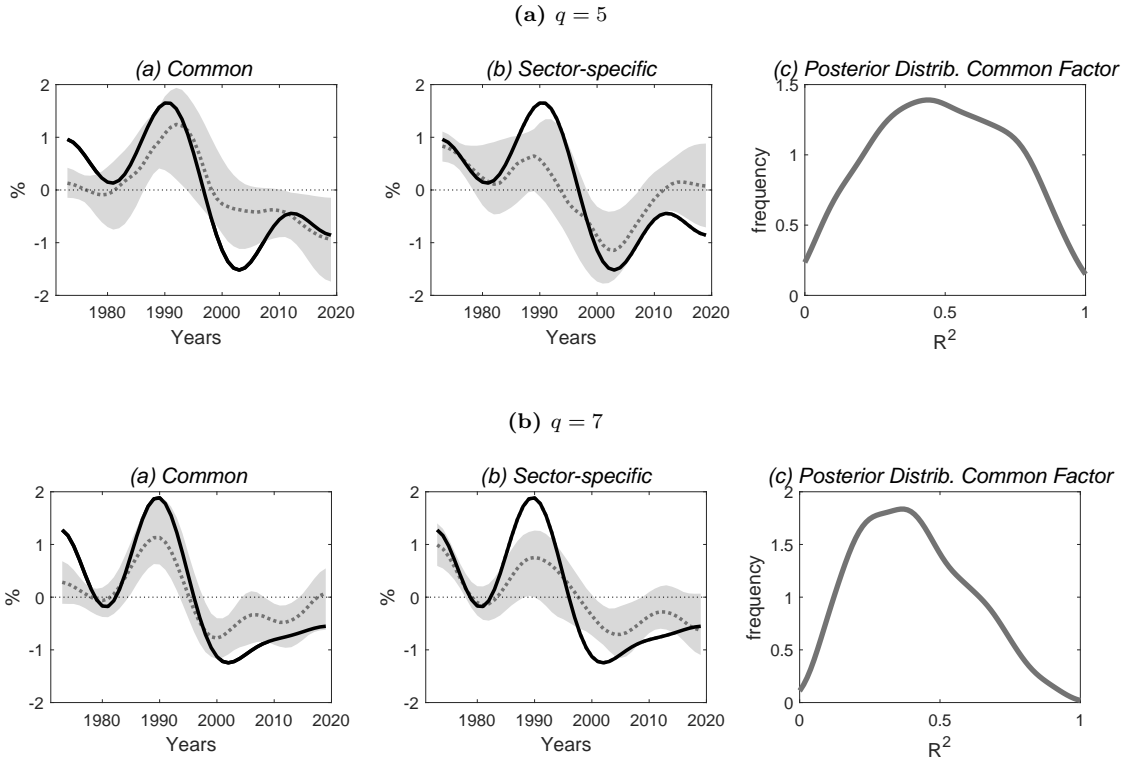 (a) q = 5
(a) Common
(b) Sector-specific
(c) Posterior Distrib. Common Factor
2
1
0
-1
-2
%
1980 1990 2000 2010 2020
Years
2
1
0
-1
-2
%
1980 1990 2000 2010 2020
Years
1.5
1
0.5
0
frequency
0 0.5 1
R²
(b) q = 7
(a) Common
(b) Sector-specific
(c) Posterior Distrib. Common Factor
2
1
0
-1
-2
%
1980 1990 2000 2010 2020
Years
2
1
0
-1
-2
%
1980 1990 2000 2010 2020
Years
2
1.5
1
0.5
0
frequency
0 0.5 1
R²